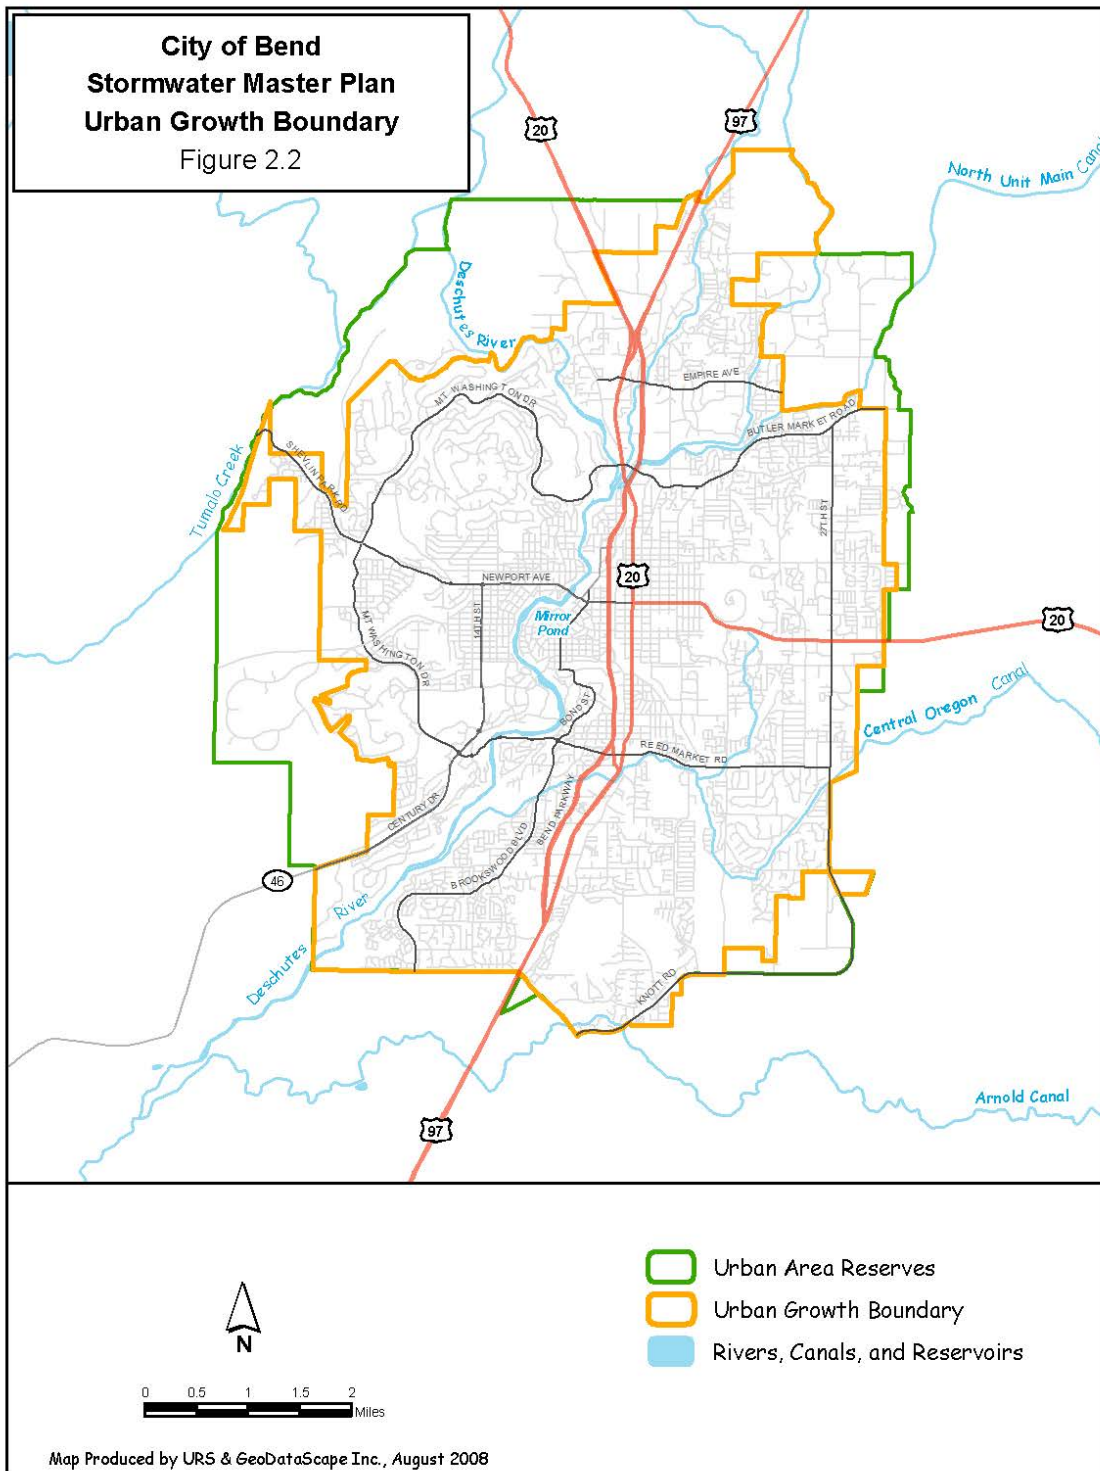 City of Bend
Stormwater Master Plan
Urban Growth Boundary
Figure 2.2
20
97
North Unit Main Canal
Deschutes River
EMPIRE AVE
MT. WASHINGTON DR
BUTLER MARKET ROAD
SHEVLIN PARK RD
Tumalo Creek
27TH ST
NEWPORT AVE
20
Mirror
Pond
14TH ST
20
MT WASHINGTON DR
Central Oregon Canal
BOND ST
REED MARKET RD
CENTURY DR
BEND PARKWAY
BROOKSWOOD BLVD
46
Deschutes River
KNOTT RD
Arnold Canal
97
Urban Area Reserves
Urban Growth Boundary
Rivers, Canals, and Reservoirs
N
0 0.5 1 1.5 2
Miles
Map Produced by URS & GeoDataScape Inc., August 2008